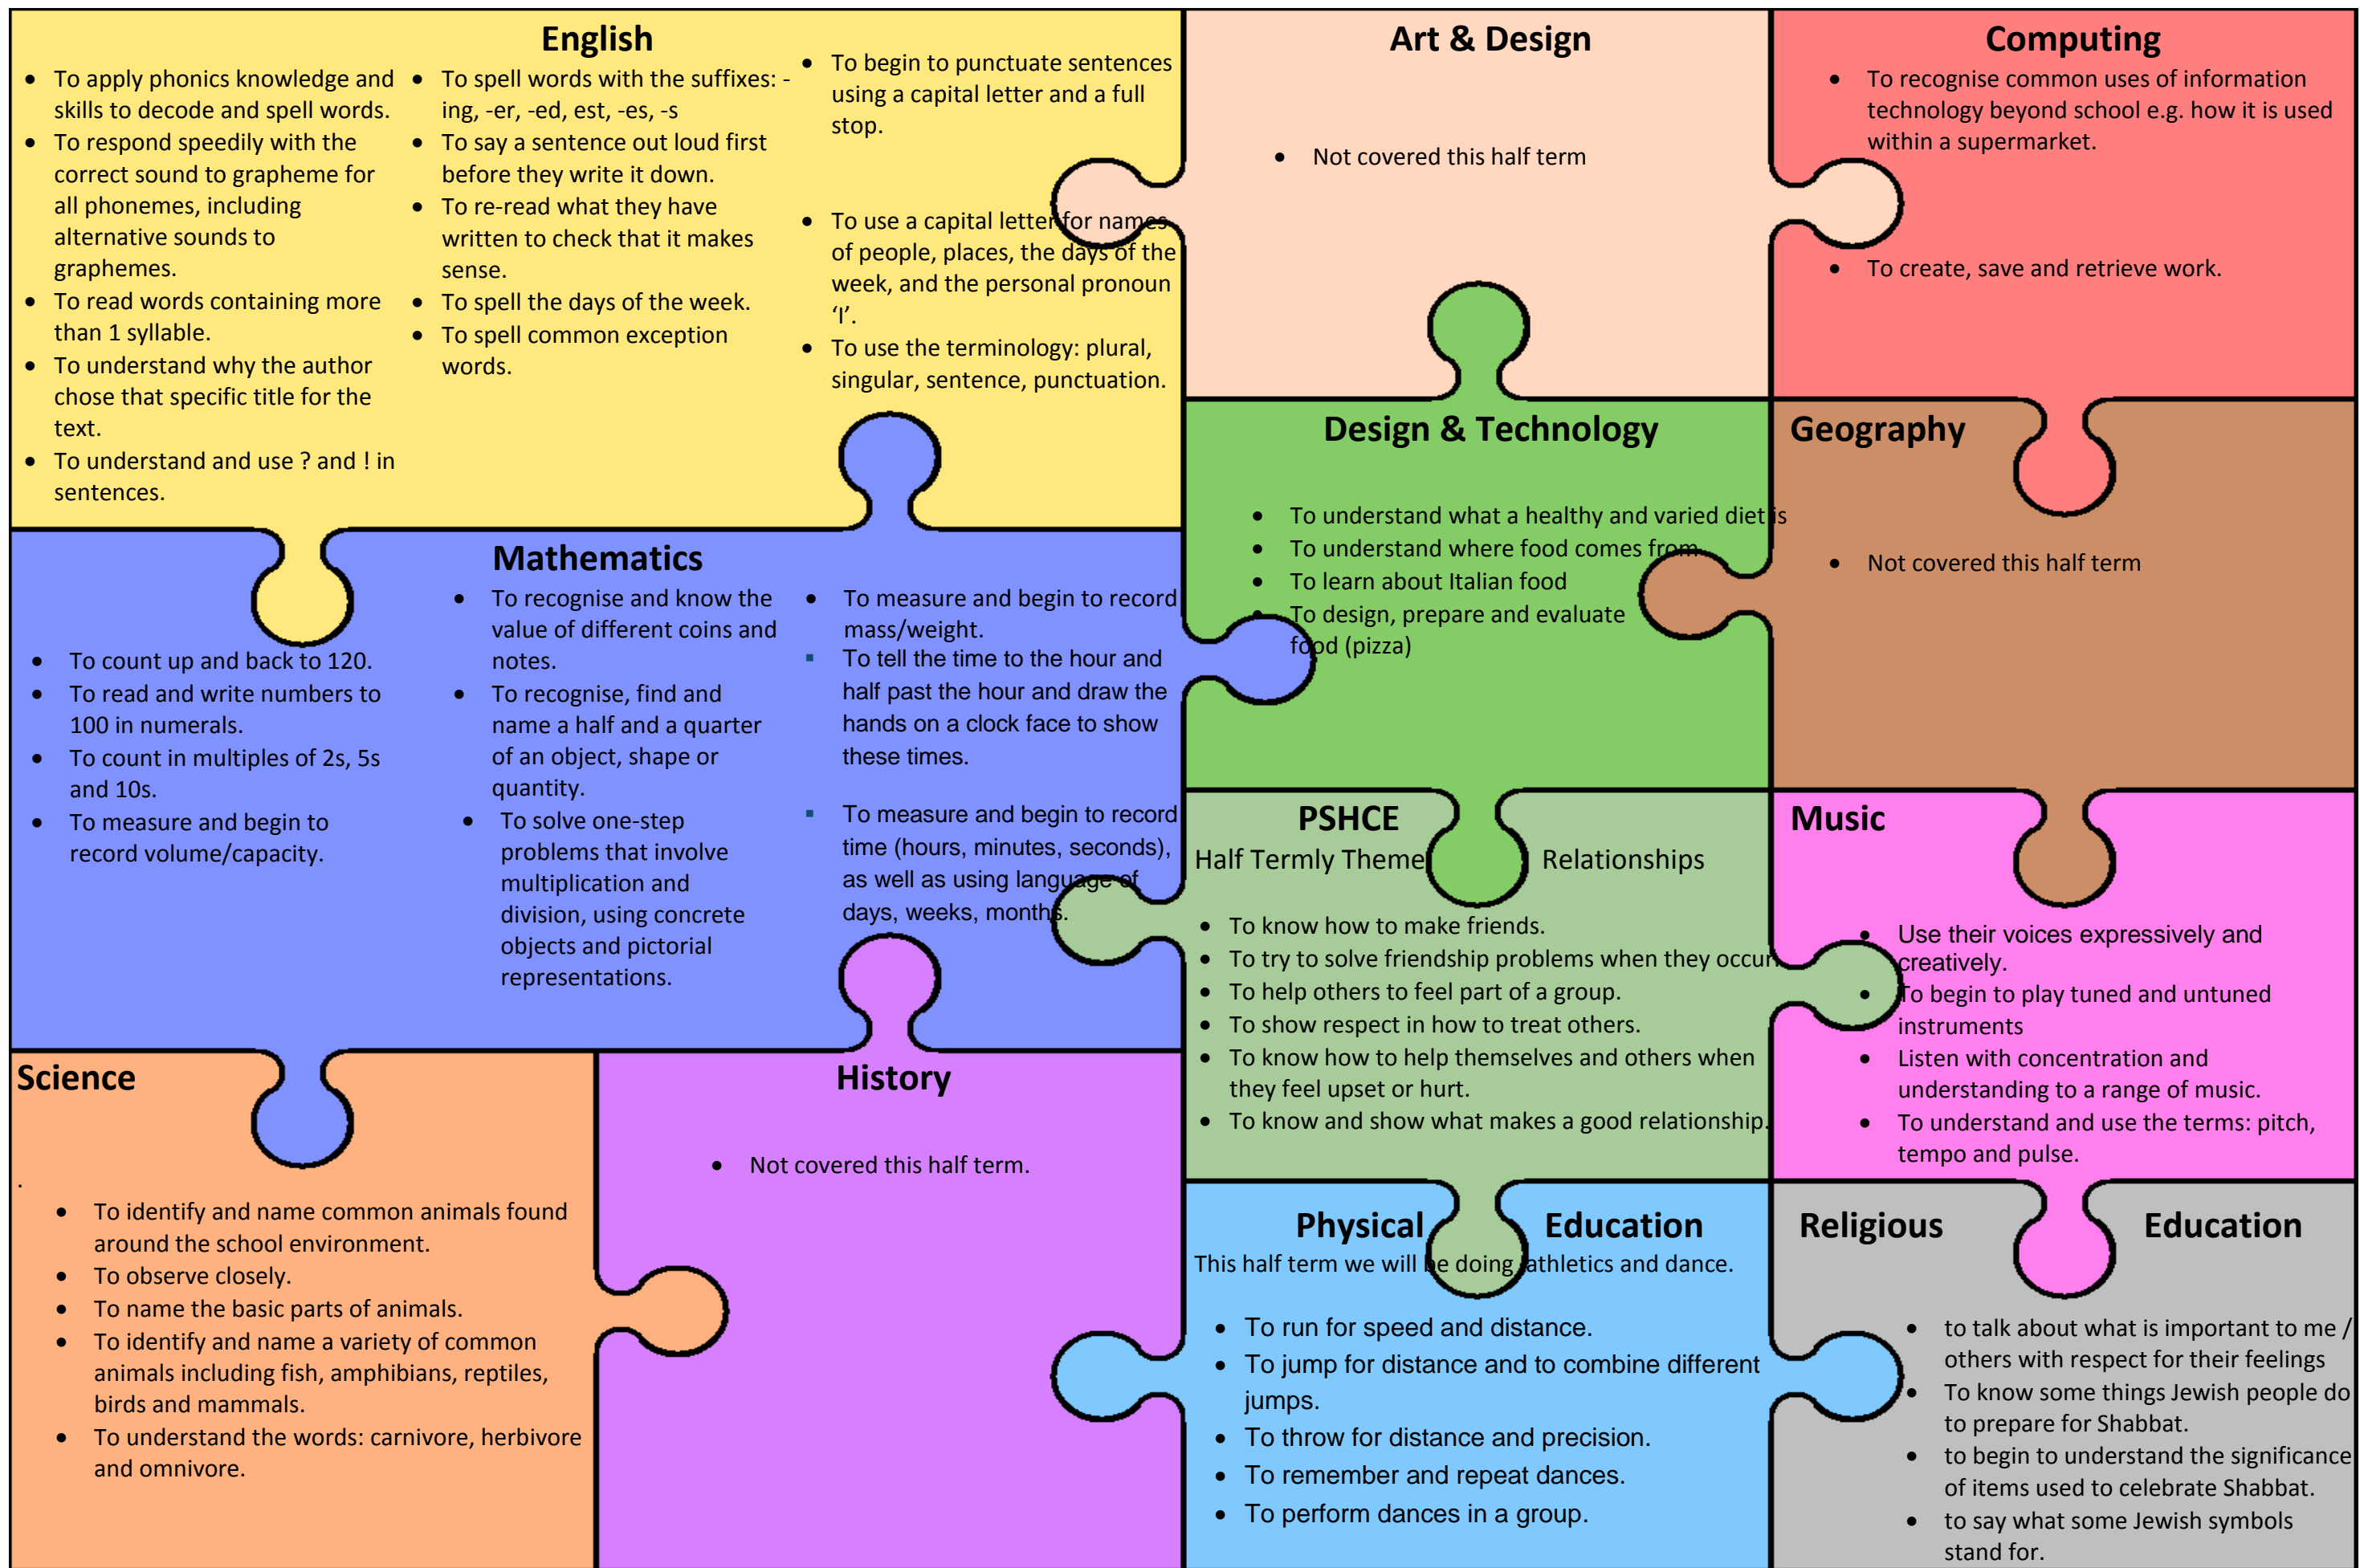 English
• To apply phonics knowledge and
skills to decode and spell words.
• To respond speedily with the
correct sound to grapheme for
all phonemes, including
alternative sounds to
graphemes.
• To read words containing more
than 1 syllable.
• To understand why the author
chose that specific title for the
text.
• To understand and use ? and ! in
sentences.
• To spell words with the suffixes: -
ing, -er, -ed, est, -es, -s
• To say a sentence out loud first
before they write it down.
• To re-read what they have
written to check that it makes
sense.
• To spell the days of the week.
• To spell common exception
words.
• To begin to punctuate sentences
using a capital letter and a full
stop.
• To use a capital letter for names
of people, places, the days of the
week, and the personal pronoun
‘I’.
• To use the terminology: plural,
singular, sentence, punctuation.
Art & Design
• Not covered this half term
Computing
• To recognise common uses of information
technology beyond school e.g. how it is used
within a supermarket.
• To create, save and retrieve work.
Mathematics
• To count up and back to 120.
• To read and write numbers to
100 in numerals.
• To count in multiples of 2s, 5s
and 10s.
• To measure and begin to
record volume/capacity.
• To recognise and know the
value of different coins and
notes.
• To recognise, find and
name a half and a quarter
of an object, shape or
quantity.
• To solve one-step
problems that involve
multiplication and
division, using concrete
objects and pictorial
representations.
• To measure and begin to record
mass/weight.
▪ To tell the time to the hour and
half past the hour and draw the
hands on a clock face to show
these times.
▪ To measure and begin to record
time (hours, minutes, seconds),
as well as using language of
days, weeks, months.
Design & Technology
• To understand what a healthy and varied diet is
• To understand where food comes from
• To learn about Italian food
• To design, prepare and evaluate
food (pizza)
Geography
• Not covered this half term
PSHCE
Half Termly Theme Relationships
• To know how to make friends.
• To try to solve friendship problems when they occur.
• To help others to feel part of a group.
• To show respect in how to treat others.
• To know how to help themselves and others when
they feel upset or hurt.
• To know and show what makes a good relationship.
Music
• Use their voices expressively and
creatively.
• To begin to play tuned and untuned
instruments
• Listen with concentration and
understanding to a range of music.
• To understand and use the terms: pitch,
tempo and pulse.
Science
.
• To identify and name common animals found
around the school environment.
• To observe closely.
• To name the basic parts of animals.
• To identify and name a variety of common
animals including fish, amphibians, reptiles,
birds and mammals.
• To understand the words: carnivore, herbivore
and omnivore.
History
• Not covered this half term.
Physical Education
This half term we will be doing athletics and dance.
• To run for speed and distance.
• To jump for distance and to combine different
jumps.
• To throw for distance and precision.
• To remember and repeat dances.
• To perform dances in a group.
Religious Education
• to talk about what is important to me /
others with respect for their feelings
• To know some things Jewish people do
to prepare for Shabbat.
• to begin to understand the significance
of items used to celebrate Shabbat.
• to say what some Jewish symbols
stand for.